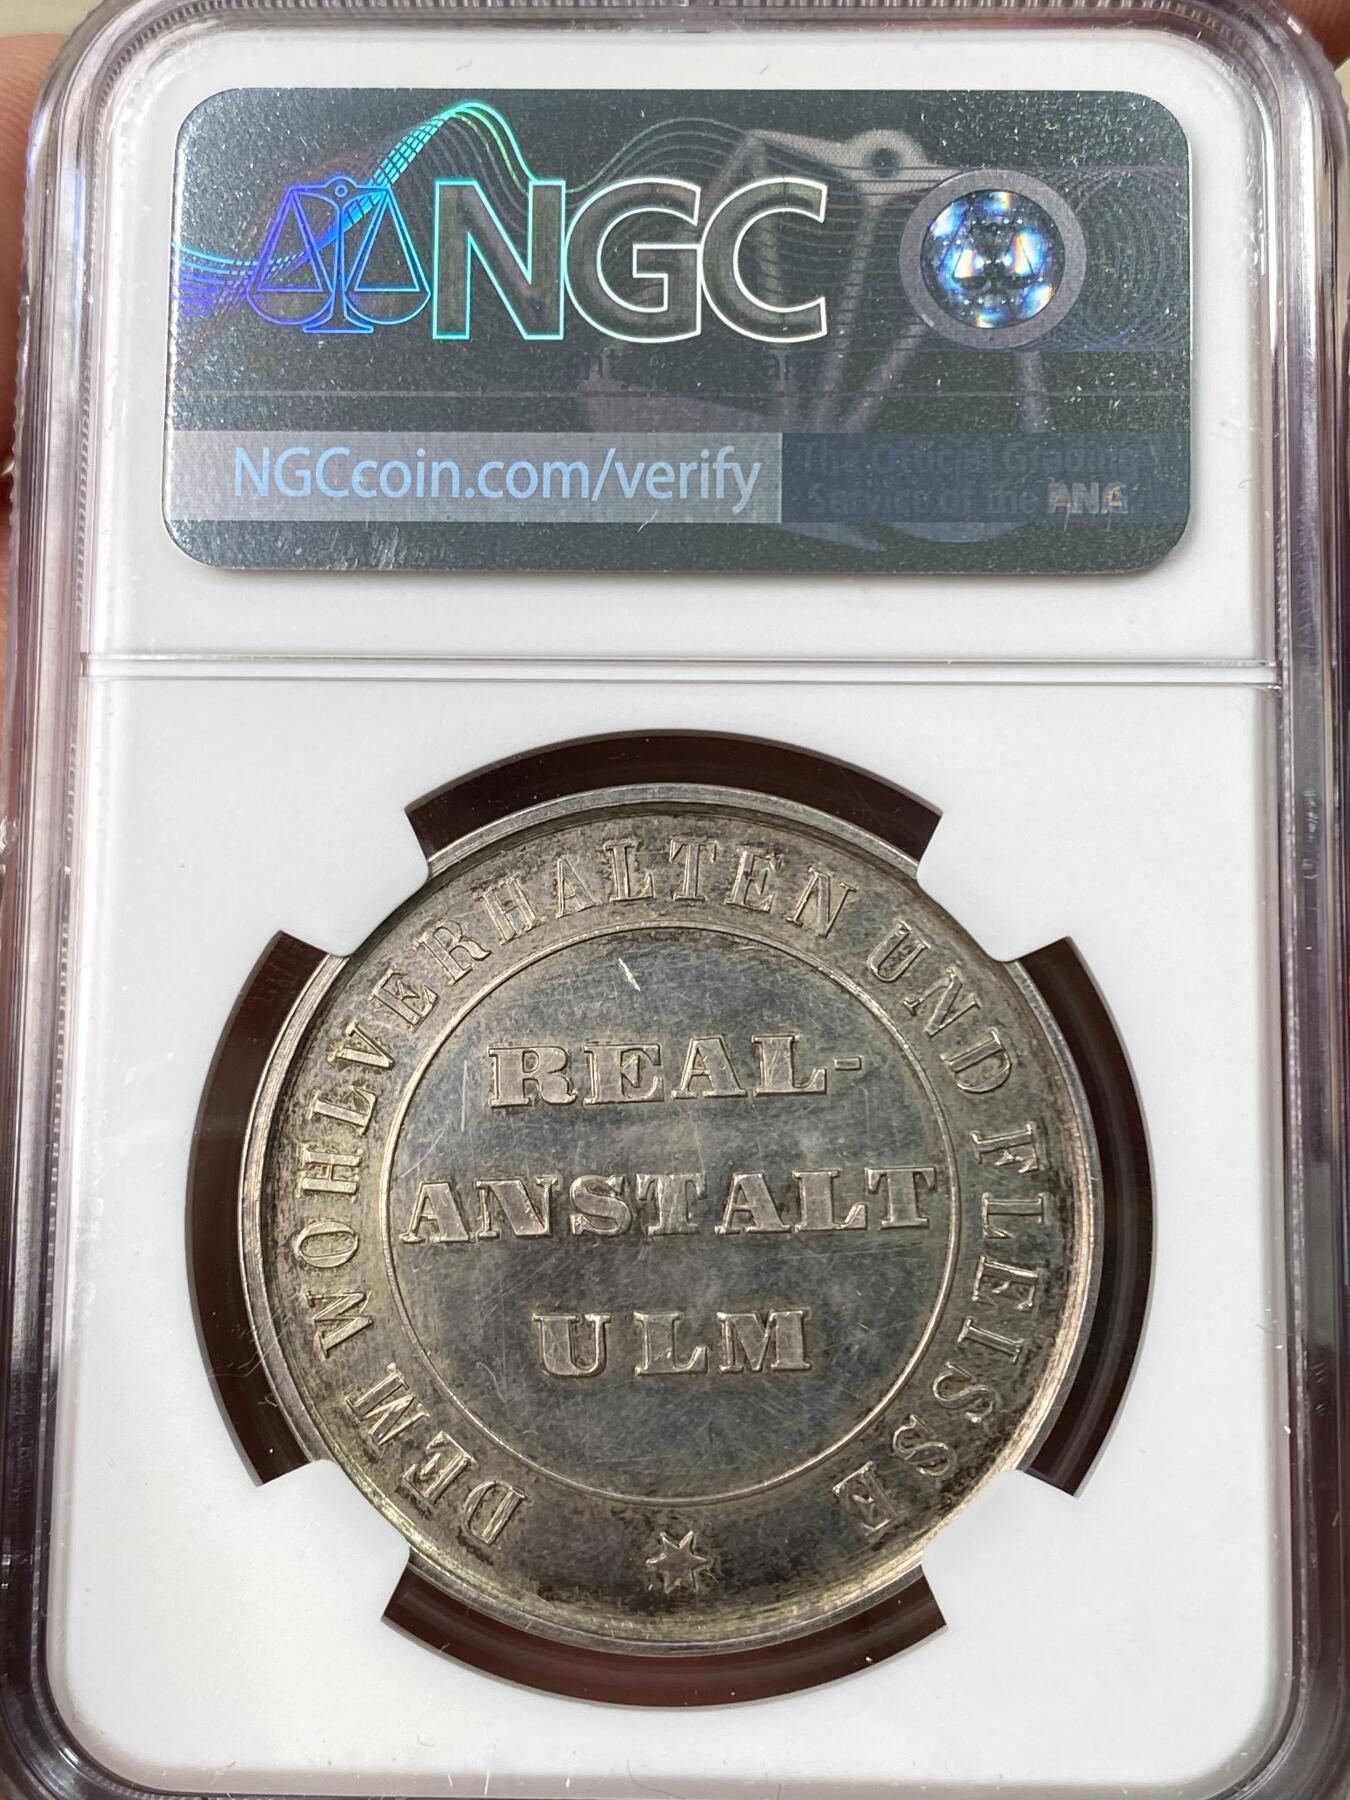 NGC
NGCcoin.com/verify
The Official Grading
Service of the ANA
DEM WOHLVERHALTEN UND FLEISSE
REAL-
ANSTALT
ULM